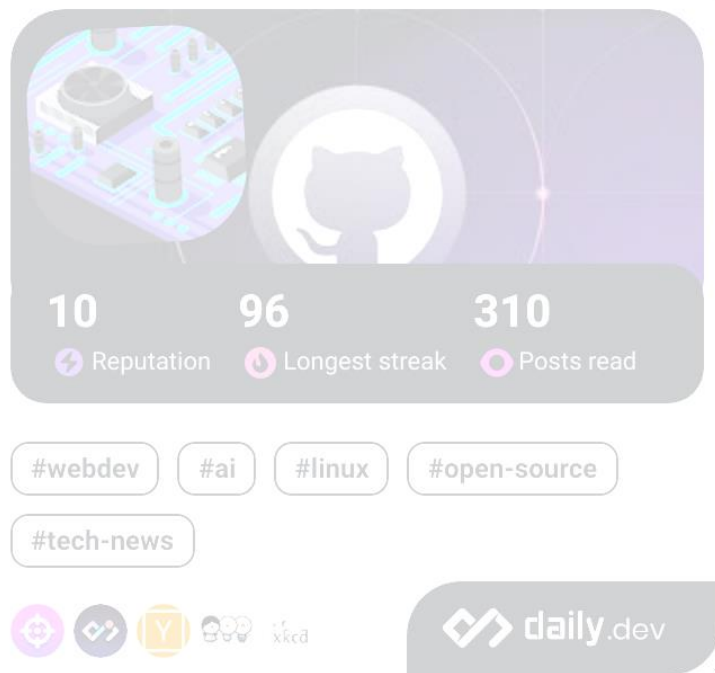 10 96 310
Reputation Longest streak Posts read
#webdev #ai #linux #open-source
#tech-news
Y xkcd daily.dev